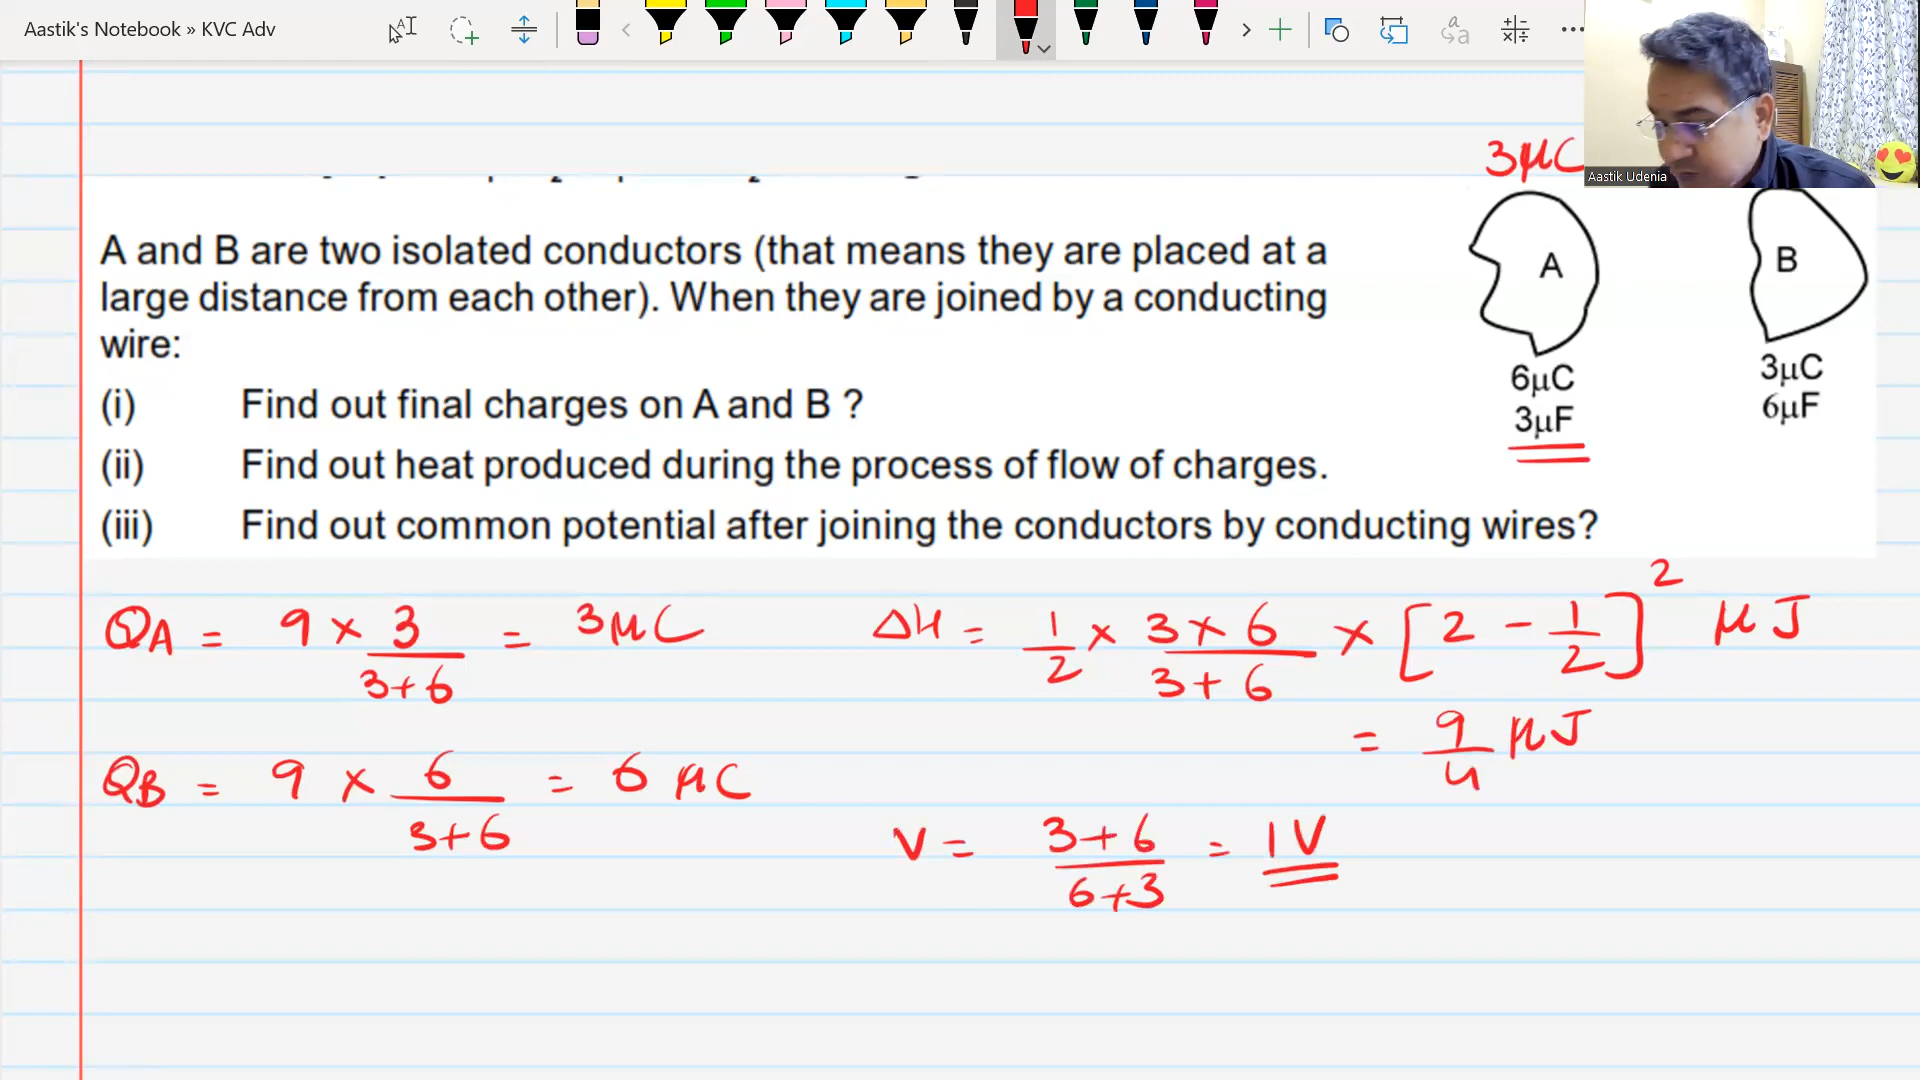 Aastik's Notebook » KVC Adv
Aastik Udenia
3μC
A and B are two isolated conductors (that means they are placed at a
large distance from each other). When they are joined by a conducting
wire:
A
6μC
3μF
B
3μC
6μF
(i) Find out final charges on A and B ?
(ii) Find out heat produced during the process of flow of charges.
(iii) Find out common potential after joining the conductors by conducting wires?
QA = 9 × 3/(3+6) = 3μC
ΔH = 1/2 × (3×6)/(3+6) × [2 - 1/2]² μJ
= 9/4 μJ
QB = 9 × 6/(3+6) = 6 μC
V = (3+6)/(6+3) = 1V